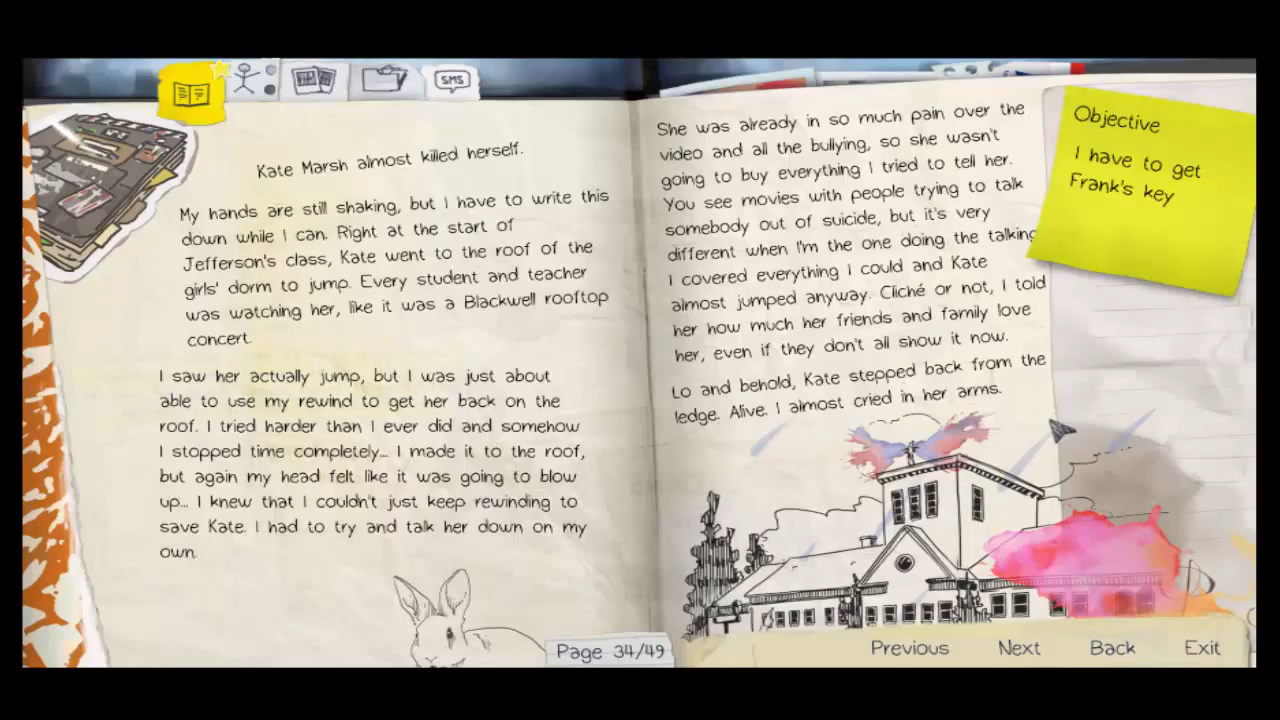 SMS
Kate Marsh almost killed herself.
My hands are still shaking, but I have to write this
down while I can. Right at the start of
Jefferson's class, Kate went to the roof of the
girls' dorm to jump. Every student and teacher
was watching her, like it was a Blackwell rooftop
concert.
I saw her actually jump, but I was just about
able to use my rewind to get her back on the
roof. I tried harder than I ever did and somehow
I stopped time completely... I made it to the roof,
but again my head felt like it was going to blow
up... I knew that I couldn't just keep rewinding to
save Kate. I had to try and talk her down on my
own.
Page 34/49
She was already in so much pain over the
video and all the bullying, so she wasn't
going to buy everything I tried to tell her.
You see movies with people trying to talk
somebody out of suicide, but it's very
different when I'm the one doing the talking.
I covered everything I could and Kate
almost jumped anyway. Cliché or not, I told
her how much her friends and family love
her, even if they don't all show it now.
Lo and behold, Kate stepped back from the
ledge. Alive. I almost cried in her arms.
Objective
I have to get
Frank's key
Previous Next Back Exit